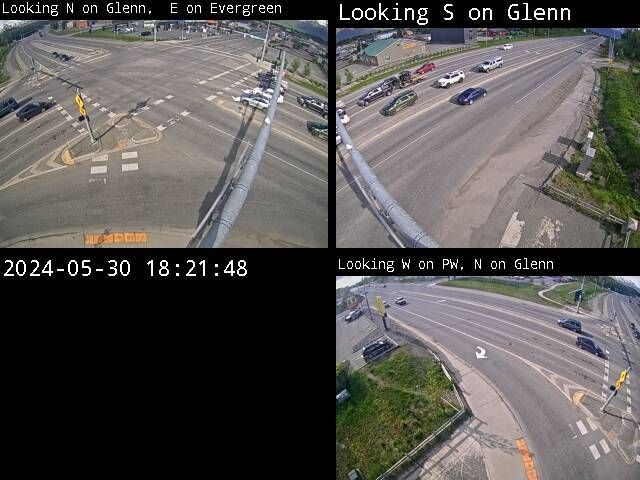 Looking N on Glenn, E on Evergreen
Looking S on Glenn
2024-05-30 18:21:48
Looking W on PW, N on Glenn